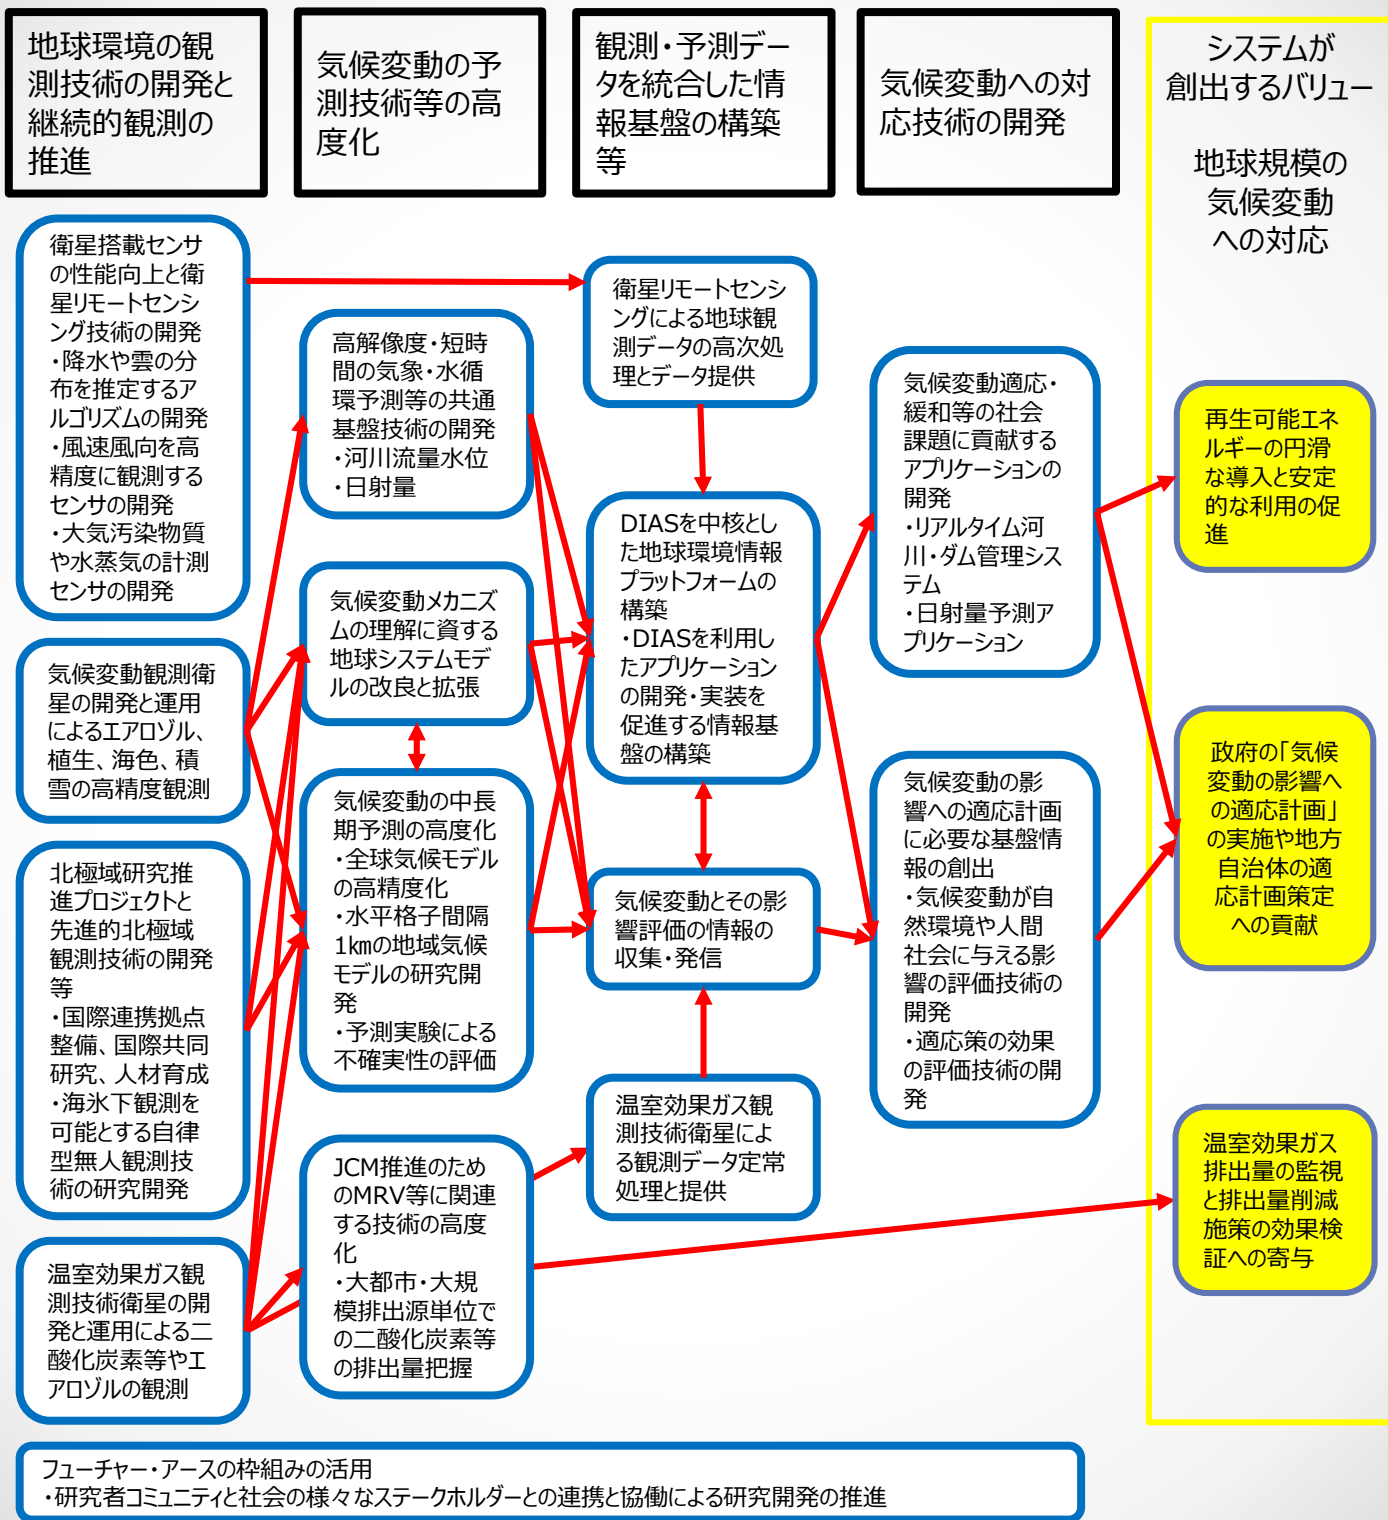 地球環境の観
測技術の開発と
継続的観測の
推進
気候変動の予
測技術等の高
度化
観測・予測デー
タを統合した情
報基盤の構築
等
気候変動への対
応技術の開発
システムが
創出するバリュー
地球規模の
気候変動
への対応
衛星搭載センサ
の性能向上と衛
星リモートセンシ
ング技術の開発
・降水や雲の分
布を推定するア
ルゴリズムの開発
・風速風向を高
精度に観測する
センサの開発
・大気汚染物質
や水蒸気の計測
センサの開発
気候変動観測衛
星の開発と運用
によるエアロゾル、
植生、海色、積
雪の高精度観測
北極域研究推
進プロジェクトと
先進的北極域
観測技術の開発
等
・国際連携拠点
整備、国際共同
研究、人材育成
・海氷下観測を
可能とする自律
型無人観測技
術の研究開発
温室効果ガス観
測技術衛星の開
発と運用による二
酸化炭素等やエ
アロゾルの観測
高解像度・短時
間の気象・水循
環予測等の共通
基盤技術の開発
・河川流量水位
・日射量
気候変動メカニズ
ムの理解に資する
地球システムモデ
ルの改良と拡張
気候変動の中長
期予測の高度化
・全球気候モデル
の高精度化
・水平格子間隔
1㎞の地域気候
モデルの研究開
発
・予測実験による
不確実性の評価
JCM推進のため
のMRV等に関連
する技術の高度
化
・大都市・大規
模排出源単位で
の二酸化炭素等
の排出量把握
衛星リモートセンシ
ングによる地球観
測データの高次処
理とデータ提供
DIASを中核とし
た地球環境情報
プラットフォームの
構築
・DIASを利用し
たアプリケーション
の開発・実装を
促進する情報基
盤の構築
気候変動とその影
響評価の情報の
収集・発信
温室効果ガス観
測技術衛星によ
る観測データ定常
処理と提供
気候変動適応・
緩和等の社会
課題に貢献する
アプリケーションの
開発
・リアルタイム河
川・ダム管理シス
テム
・日射量予測ア
プリケーション
気候変動の影
響への適応計画
に必要な基盤情
報の創出
・気候変動が自
然環境や人間
社会に与える影
響の評価技術の
開発
・適応策の効果
の評価技術の開
発
再生可能エネ
ルギーの円滑
な導入と安定
的な利用の促
進
政府の「気候
変動の影響へ
の適応計画」
の実施や地方
自治体の適
応計画策定
への貢献
温室効果ガス
排出量の監視
と排出量削減
施策の効果検
証への寄与
フューチャー・アースの枠組みの活用
・研究者コミュニティと社会の様々なステークホルダーとの連携と協働による研究開発の推進